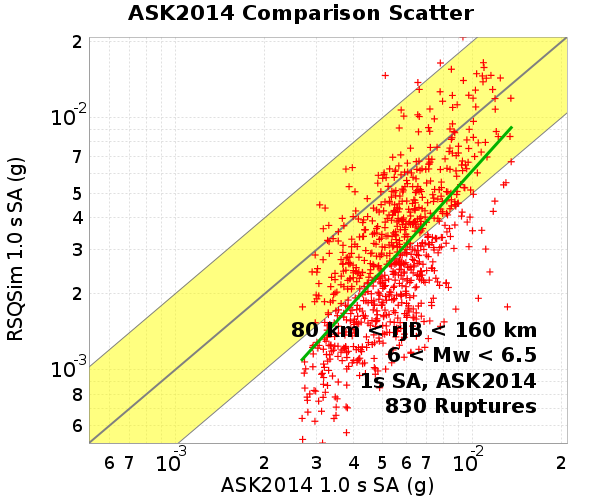 ASK2014 Comparison Scatter
RSQSim 1.0 s SA (g)
2
10-2
7
5
4
3
2
10-3
8
6
80 km < rJB < 160 km
6 < Mw < 6.5
1s SA, ASK2014
830 Ruptures
6 7 10-3 2 3 4 5 6 7 10-2 2
ASK2014 1.0 s SA (g)